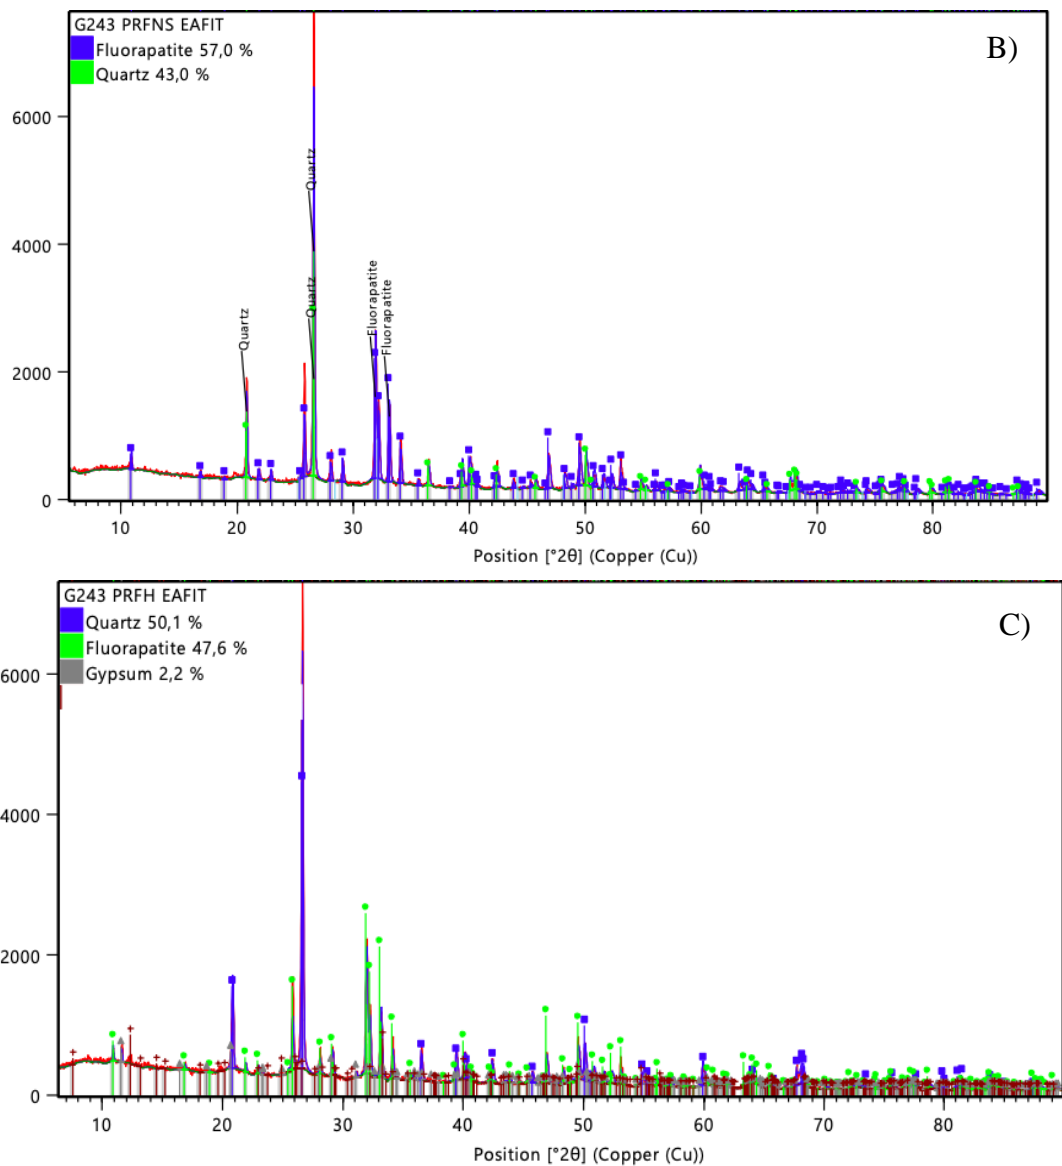 G243 PRFNS EAFIT
Fluorapatite 57,0 %
Quartz 43,0 %
B)
6000
4000
2000
0
Quartz
Quartz
Quartz
Fluorapatite
Fluorapatite
10 20 30 40 50 60 70 80
Position [°2θ] (Copper (Cu))
G243 PRFH EAFIT
Quartz 50,1 %
Fluorapatite 47,6 %
Gypsum 2,2 %
C)
6000
4000
2000
0
10 20 30 40 50 60 70 80
Position [°2θ] (Copper (Cu))